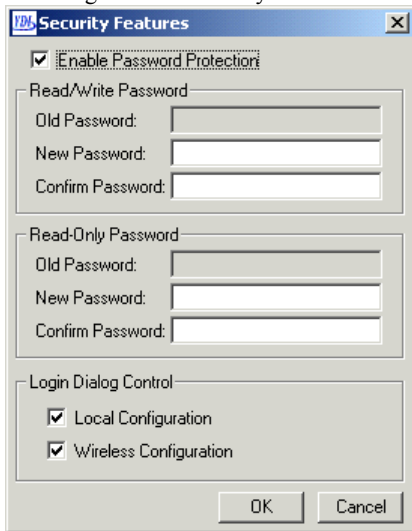 YDL Security Features
Enable Password Protection
Read/Write Password
Old Password:
New Password:
Confirm Password:
Read-Only Password
Old Password:
New Password:
Confirm Password:
Login Dialog Control
Local Configuration
Wireless Configuration
OK Cancel